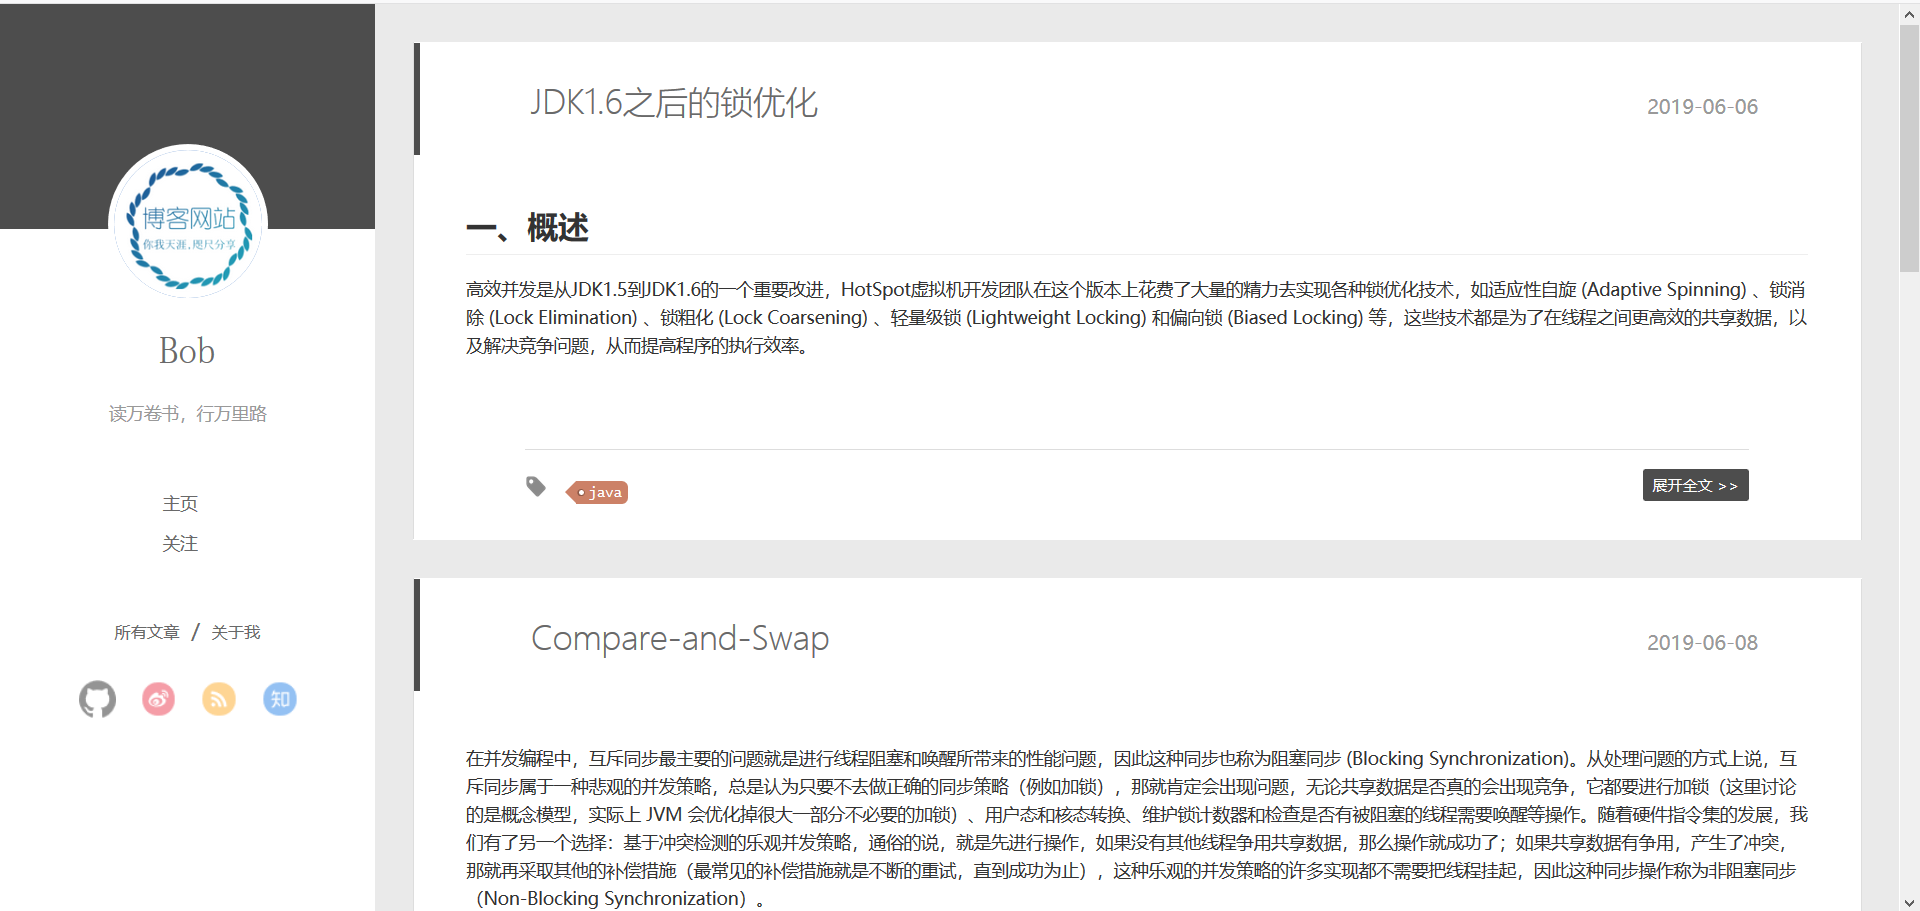 博客网站
你我天涯,咫尺分享
Bob
读万卷书，行万里路
主页
关注
所有文章 / 关于我
知
JDK1.6之后的锁优化
2019-06-06
一、概述
高效并发是从JDK1.5到JDK1.6的一个重要改进，HotSpot虚拟机开发团队在这个版本上花费了大量的精力去实现各种锁优化技术，如适应性自旋 (Adaptive Spinning) 、锁消
除 (Lock Elimination) 、锁粗化 (Lock Coarsening) 、轻量级锁 (Lightweight Locking) 和偏向锁 (Biased Locking) 等，这些技术都是为了在线程之间更高效的共享数据，以
及解决竞争问题，从而提高程序的执行效率。
java
展开全文 >>
Compare-and-Swap
2019-06-08
在并发编程中，互斥同步最主要的问题就是进行线程阻塞和唤醒所带来的性能问题，因此这种同步也称为阻塞同步 (Blocking Synchronization)。从处理问题的方式上说，互
斥同步属于一种悲观的并发策略，总是认为只要不去做正确的同步策略（例如加锁），那就肯定会出现问题，无论共享数据是否真的会出现竞争，它都要进行加锁（这里讨论
的是概念模型，实际上 JVM 会优化掉很大一部分不必要的加锁）、用户态和核态转换、维护锁计数器和检查是否有被阻塞的线程需要唤醒等操作。随着硬件指令集的发展，我
们有了另一个选择：基于冲突检测的乐观并发策略，通俗的说，就是先进行操作，如果没有其他线程争用共享数据，那么操作就成功了；如果共享数据有争用，产生了冲突，
那就再采取其他的补偿措施（最常见的补偿措施就是不断的重试，直到成功为止），这种乐观的并发策略的许多实现都不需要把线程挂起，因此这种同步操作称为非阻塞同步
（Non-Blocking Synchronization）。